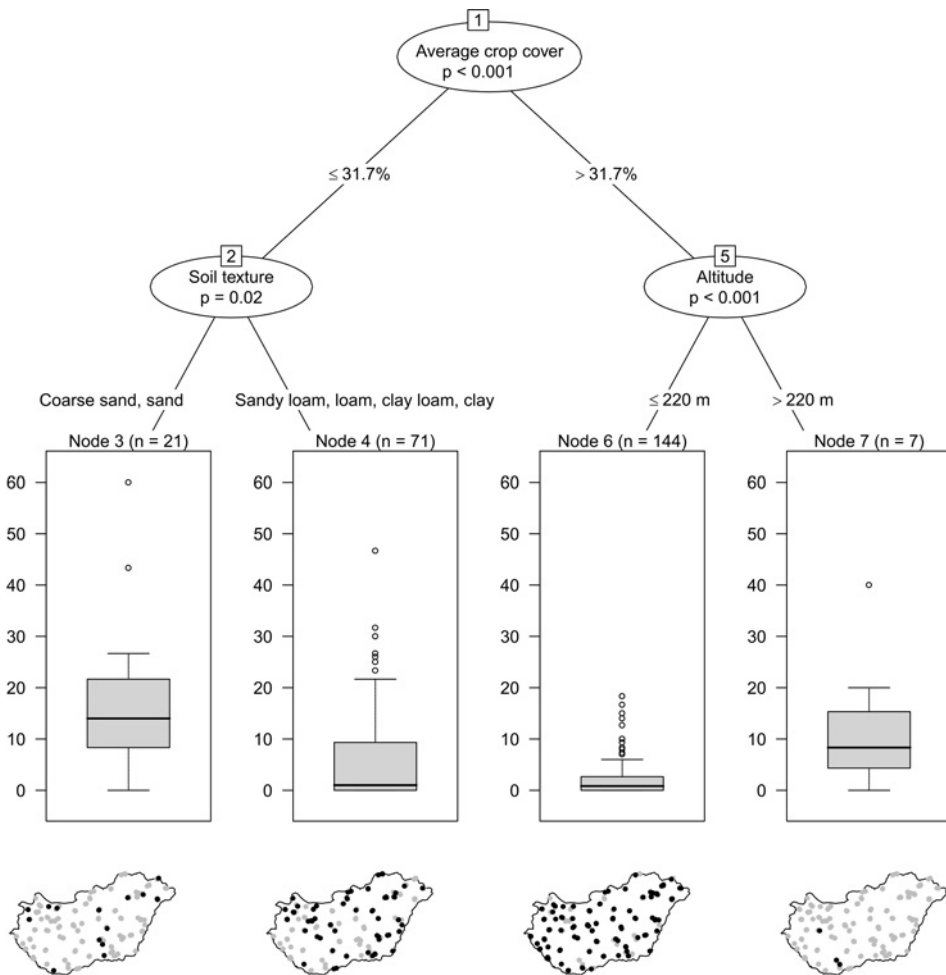 1
Average crop cover
p < 0.001
≤ 31.7%
> 31.7%
2
Soil texture
p = 0.02
5
Altitude
p < 0.001
Coarse sand, sand
Sandy loam, loam, clay loam, clay
≤ 220 m
> 220 m
Node 3 (n = 21)
60
50
40
30
20
10
0
Node 4 (n = 71)
60
50
40
30
20
10
0
Node 6 (n = 144)
60
50
40
30
20
10
0
Node 7 (n = 7)
60
50
40
30
20
10
0